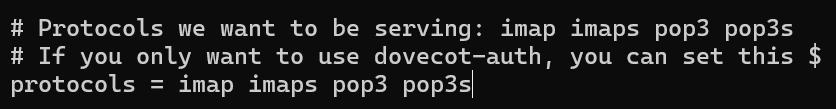 # Protocols we want to be serving: imap imaps pop3 pop3s
# If you only want to use dovecot-auth, you can set this $
protocols = imap imaps pop3 pop3s